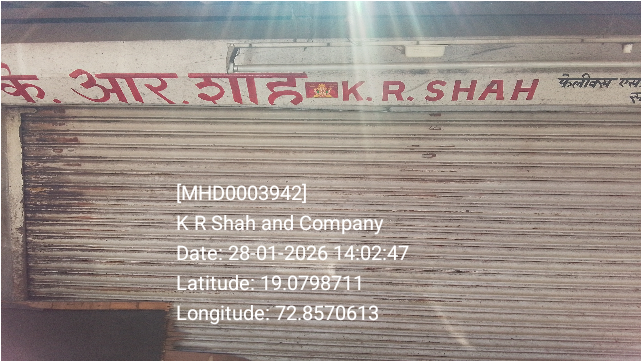 के. आर. शाह K. R. SHAH
फेलीक्स
[MHD0003942]
K R Shah and Company
Date: 28-01-2026 14:02:47
Latitude: 19.0798711
Longitude: 72.8570613